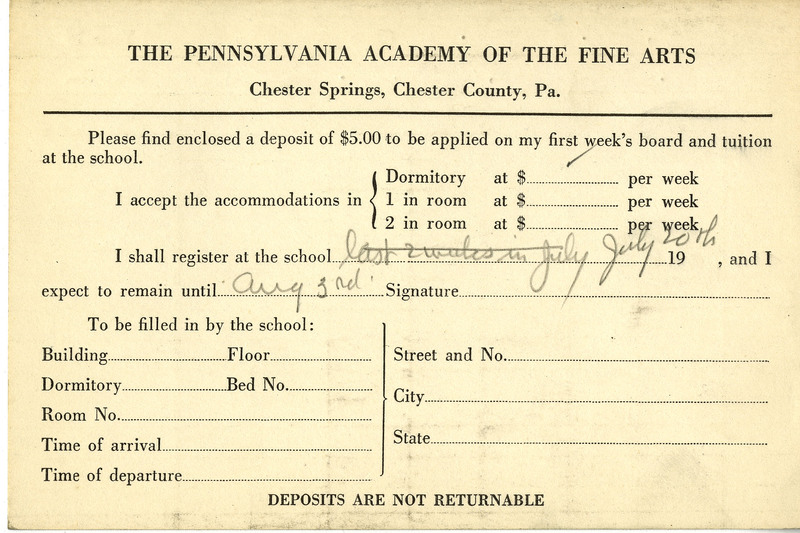 THE PENNSYLVANIA ACADEMY OF THE FINE ARTS
Chester Springs, Chester County, Pa.
Please find enclosed a deposit of $5.00 to be applied on my first week's board and tuition
at the school.
Dormitory at $ per week
I accept the accommodations in 1 in room at $ per week
2 in room at $ per week
I shall register at the school last 2 weeks in July July 20th 19 , and I
expect to remain until Aug 3rd. Signature
To be filled in by the school:
Building Floor Street and No.
Dormitory Bed No.
City
Room No.
State
Time of arrival
Time of departure
DEPOSITS ARE NOT RETURNABLE